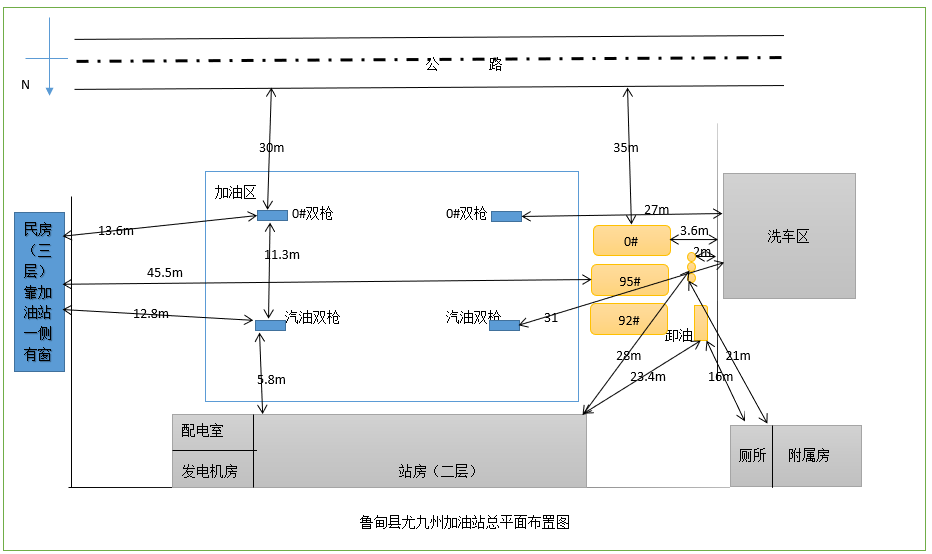 公 路
N
30m
35m
加油区
0#双枪
0#双枪
27m
民房
（三
层）
靠加
油站
一侧
有窗
13.6m
0#
3.6m
洗车区
11.3m
2m
45.5m
95#
12.8m
汽油双枪
汽油双枪
31
92#
卸油
28m
21m
5.8m
23.4m
16m
配电室
发电机房
站房（二层）
厕所
附属房
鲁甸县尤九州加油站总平面布置图